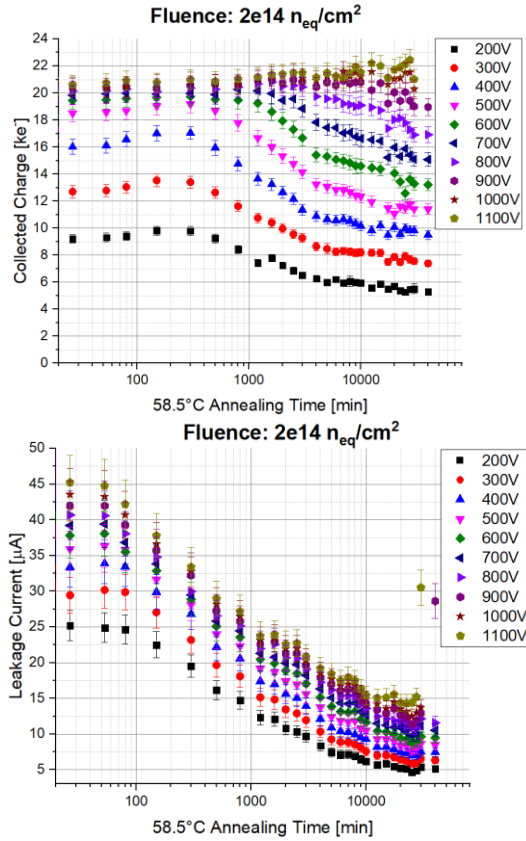 Fluence: 2e14 n_eq/cm²
24
22
20
18
16
14
12
10
8
6
4
2
0
Collected Charge [ke⁻]
100
1000
10000
58.5°C Annealing Time [min]
200V
300V
400V
500V
600V
700V
800V
900V
1000V
1100V
Fluence: 2e14 n_eq/cm²
50
45
40
35
30
25
20
15
10
5
Leakage Current [µA]
100
1000
10000
58.5°C Annealing Time [min]
200V
300V
400V
500V
600V
700V
800V
900V
1000V
1100V